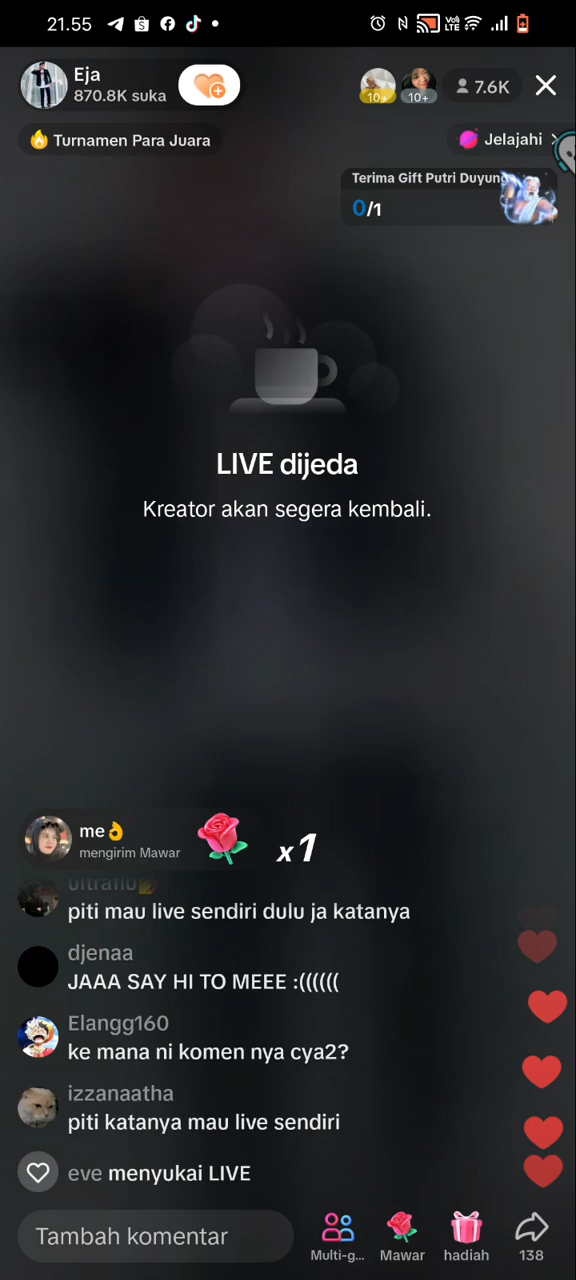 21.55
Vo))
LTE
Eja
870.8K suka
10+
10+
7.6K
Turnamen Para Juara
Jelajahi
Terima Gift Putri Duyung
0/1
LIVE dijeda
Kreator akan segera kembali.
me👌
mengirim Mawar
x1
ultraflu
piti mau live sendiri dulu ja katanya
djenaa
JAAA SAY HI TO MEEE :((((((
Elangg160
ke mana ni komen nya cya2?
izzanaatha
piti katanya mau live sendiri
eve menyukai LIVE
Tambah komentar
Multi-g...
Mawar
hadiah
138